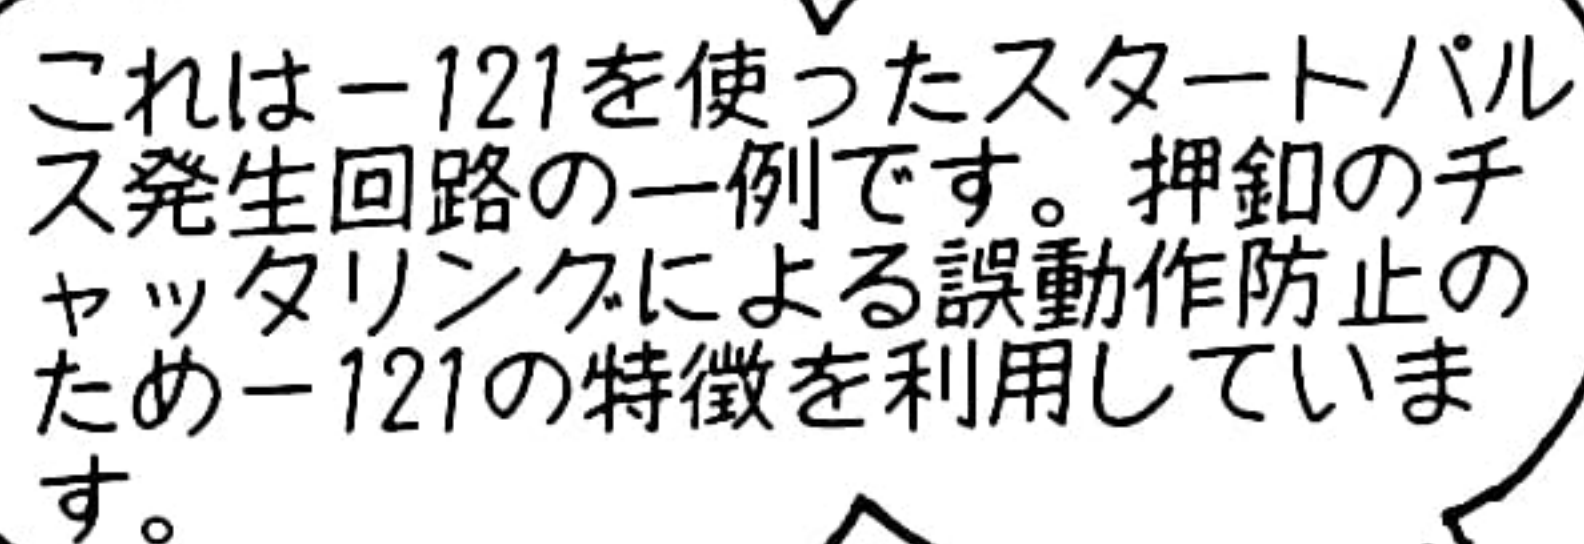 これは－121を使ったスタートパル
ス発生回路の一例です。押釦のチ
ャッタリングによる誤動作防止の
ため－121の特徴を利用していま
す。